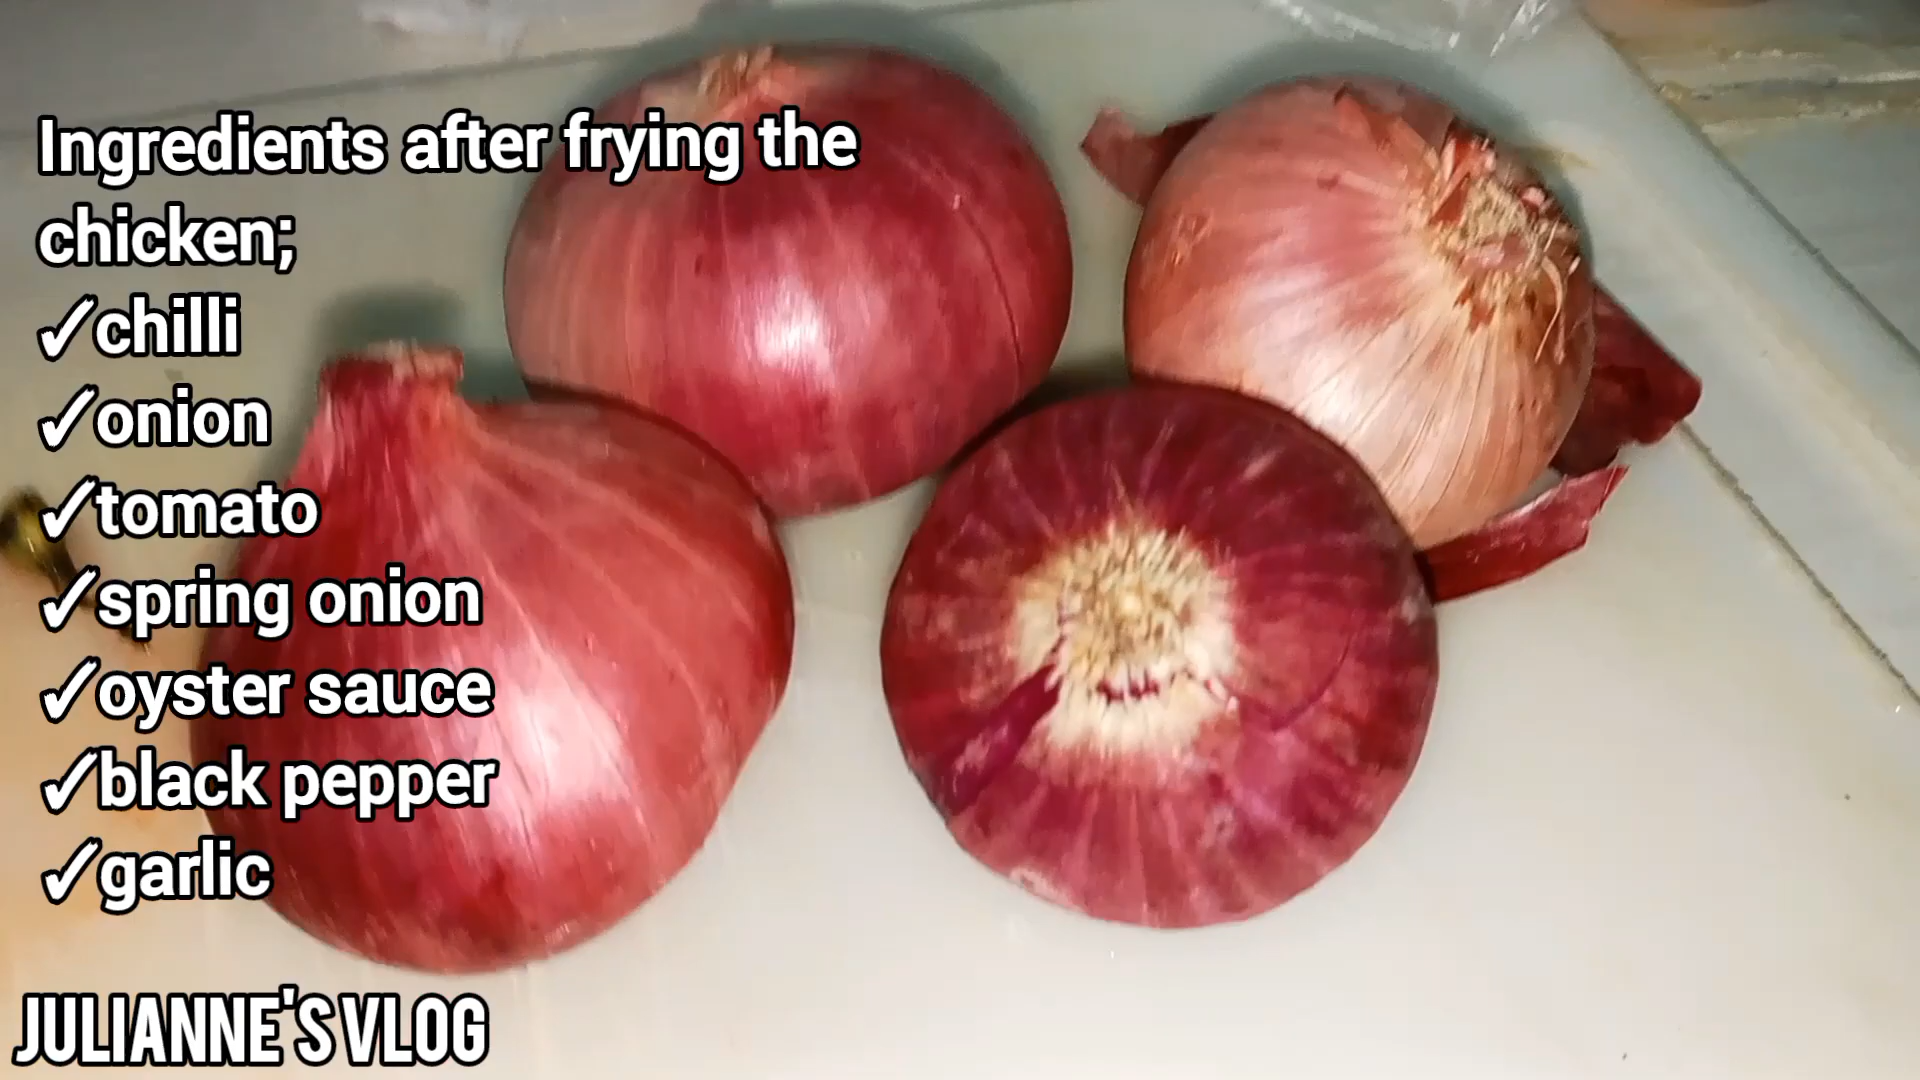 Ingredients after frying the
chicken;
✓chilli
✓onion
✓tomato
✓spring onion
✓oyster sauce
✓black pepper
✓garlic
JULIANNE'S VLOG